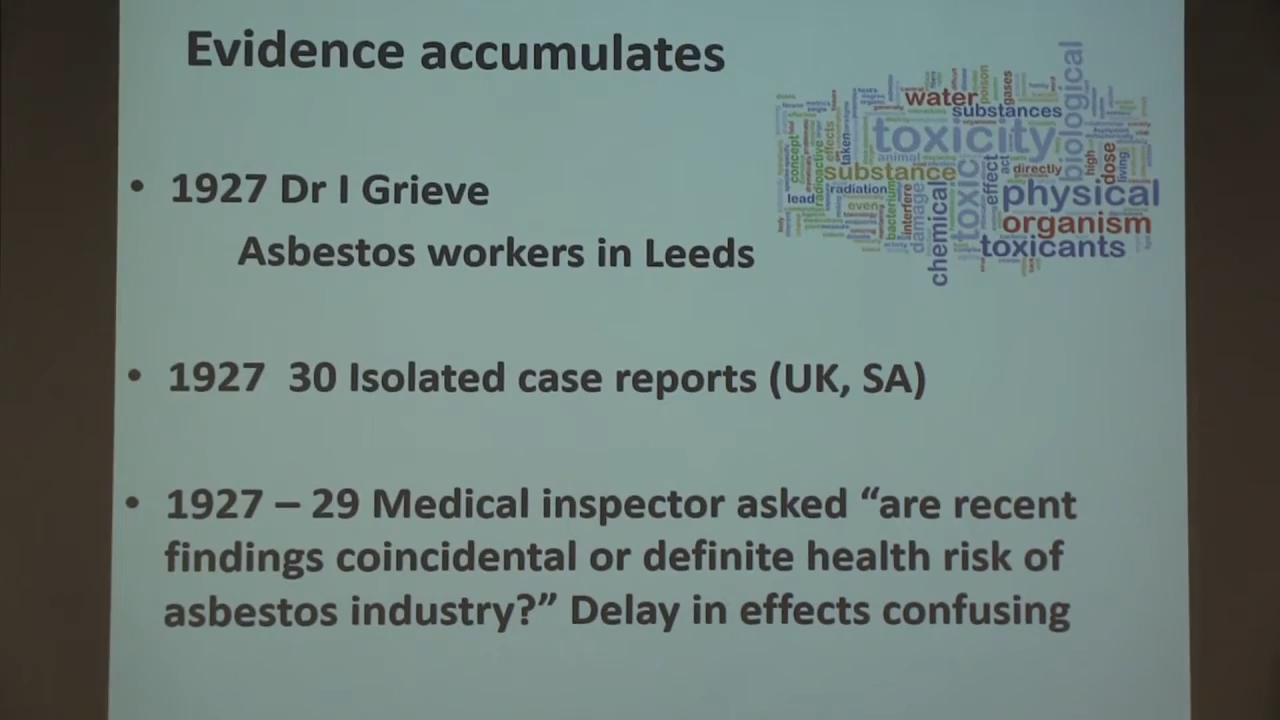 Evidence accumulates
• 1927 Dr I Grieve
Asbestos workers in Leeds
• 1927 30 Isolated case reports (UK, SA)
• 1927 – 29 Medical inspector asked “are recent
findings coincidental or definite health risk of
asbestos industry?” Delay in effects confusing
water
substances
toxicity
biological
poison
gases
animal
substance
radiation
lead
even
concept
radioactive
effects
taken
bacterium
interfere
damage
chemical
toxic
effect
act
directly
high
dose
living
physical
organism
toxicants